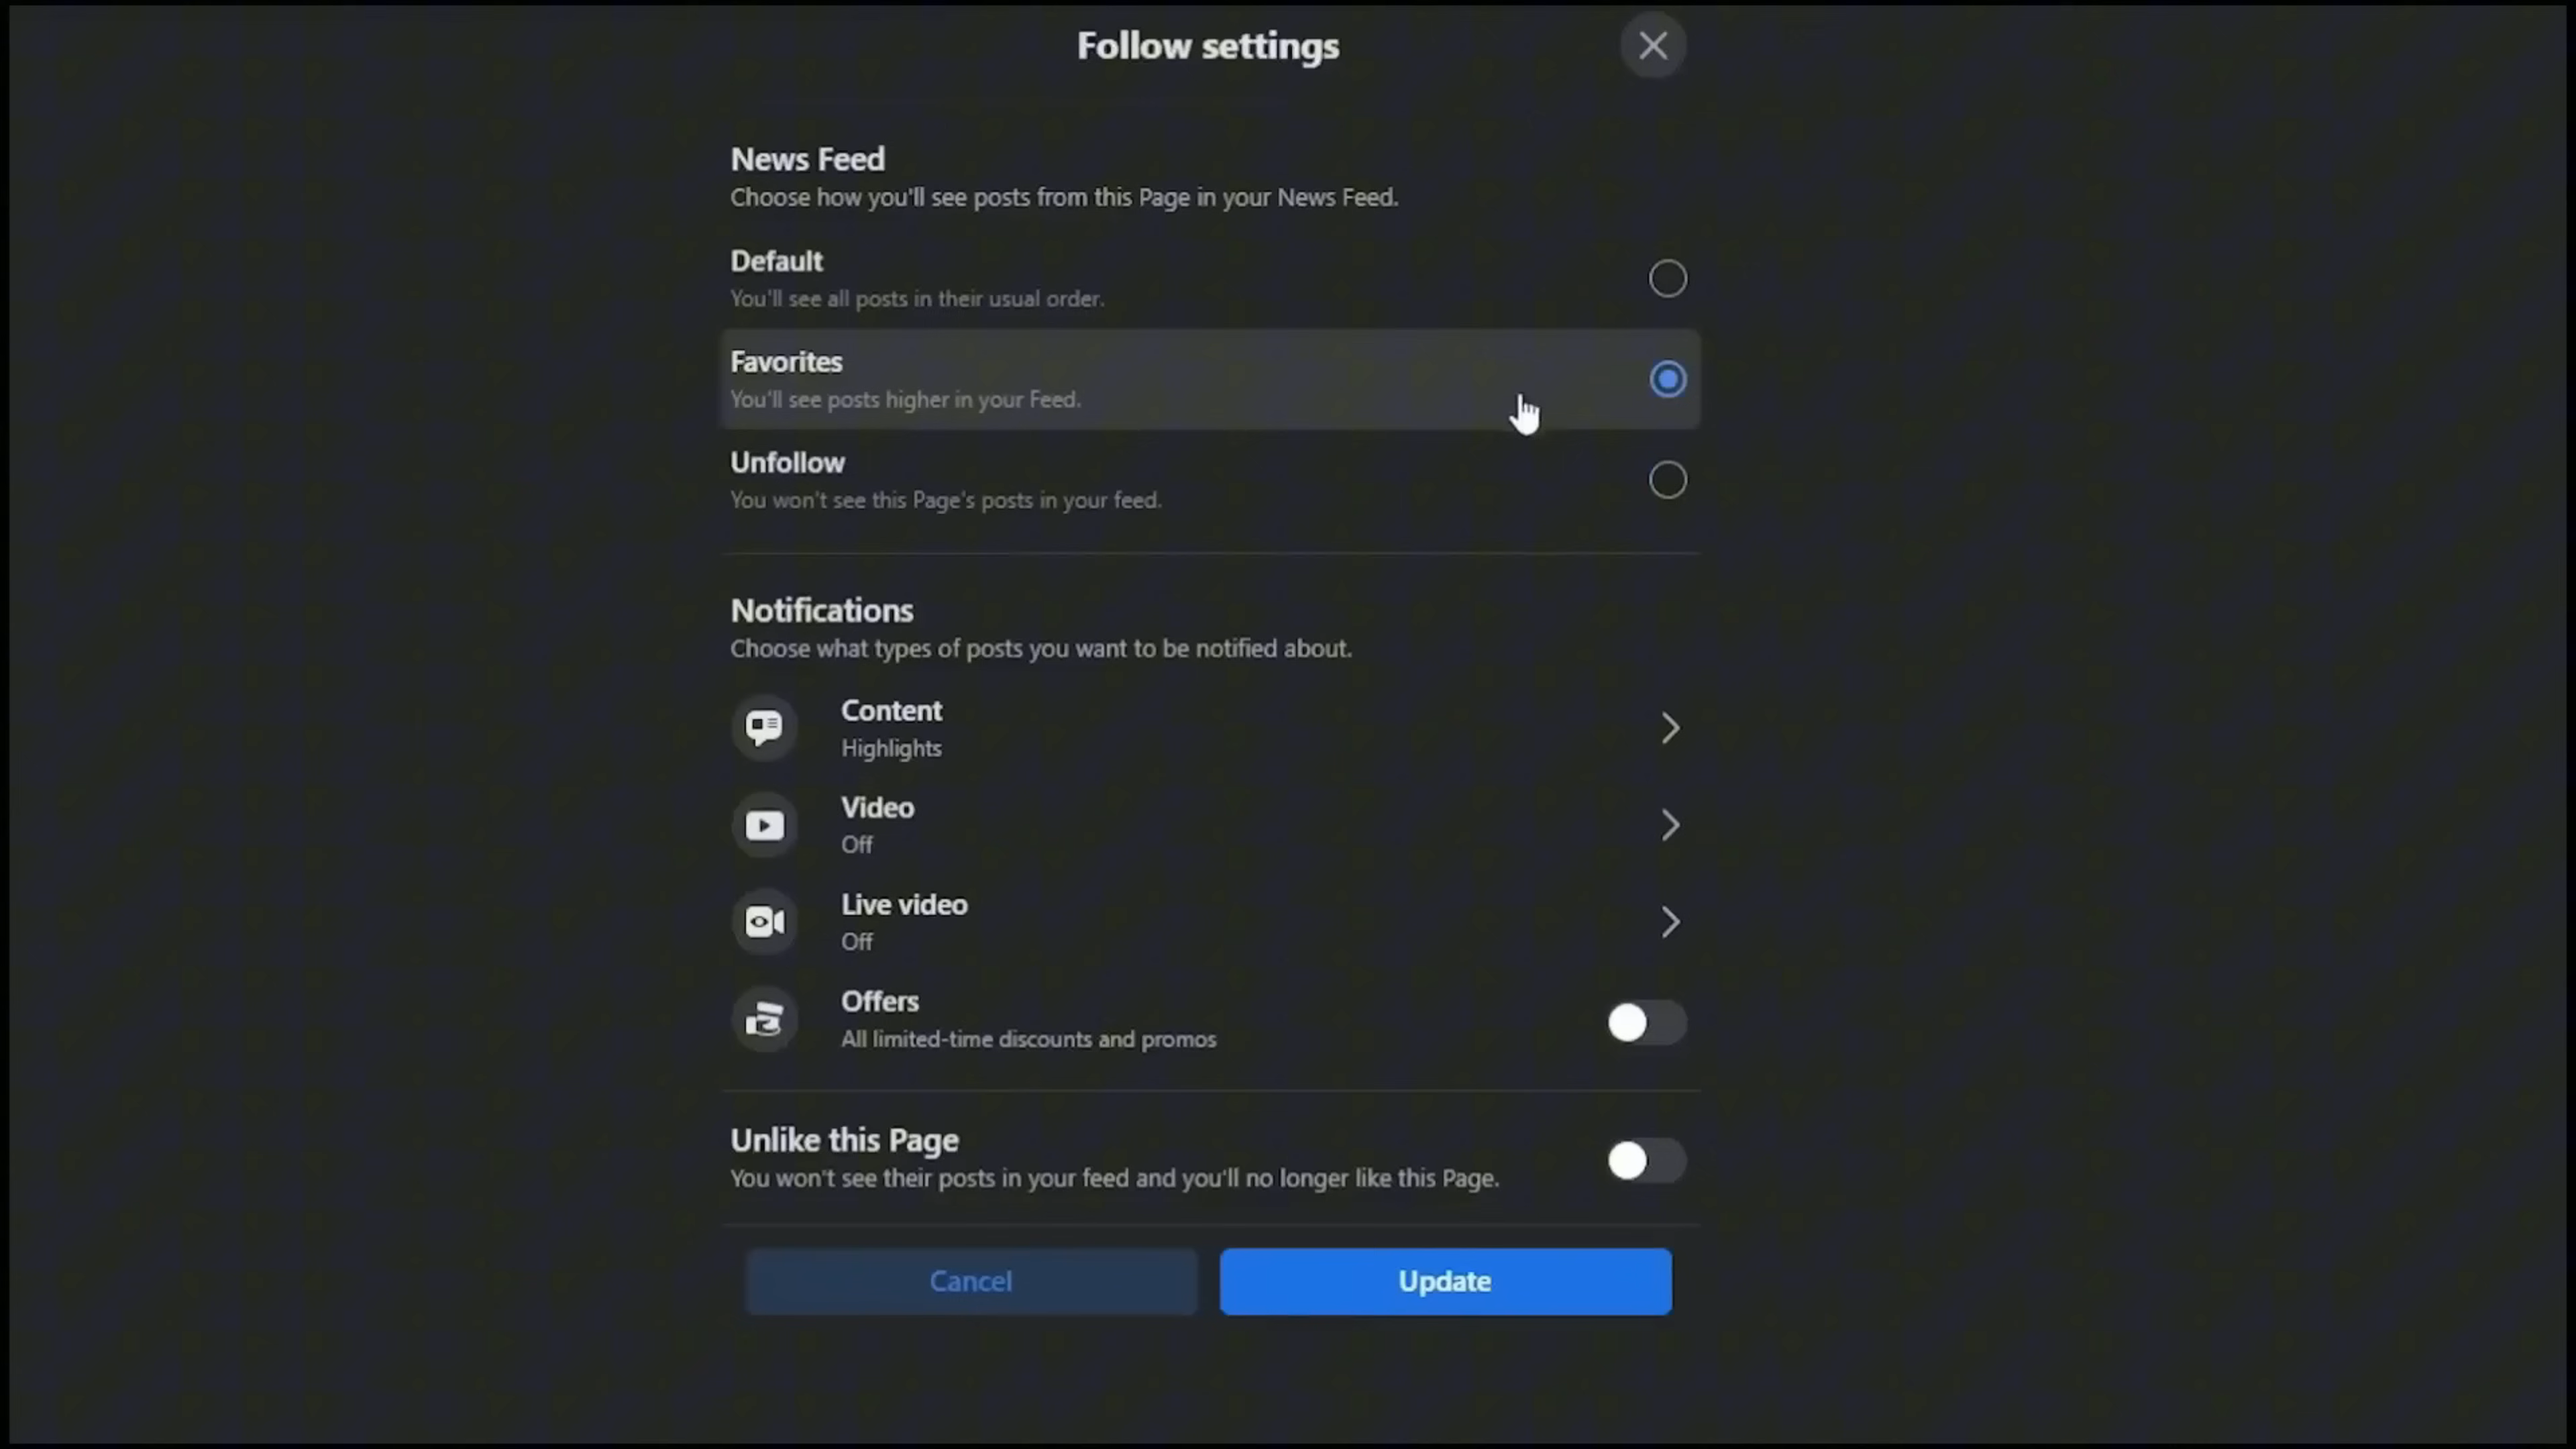 Follow settings
News Feed
Choose how you'll see posts from this Page in your News Feed.
Default
You'll see all posts in their usual order.
Favorites
You'll see posts higher in your Feed.
Unfollow
You won't see this Page's posts in your feed.
Notifications
Choose what types of posts you want to be notified about.
Content
Highlights
Video
Off
Live video
Off
Offers
All limited-time discounts and promos
Unlike this Page
You won't see their posts in your feed and you'll no longer like this Page.
Cancel
Update